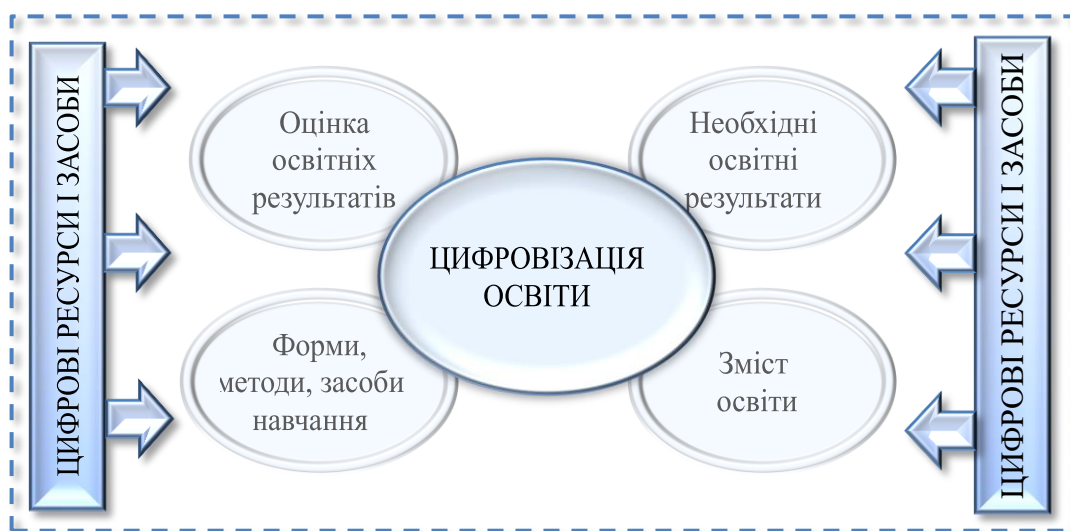 ЦИФРОВІ РЕСУРСИ І ЗАСОБИ
Оцінка
освітніх
результатів
Необхідні
освітні
результати
ЦИФРОВІЗАЦІЯ
ОСВІТИ
Форми,
методи, засоби
навчання
Зміст
освіти
ЦИФРОВІ РЕСУРСИ І ЗАСОБИ